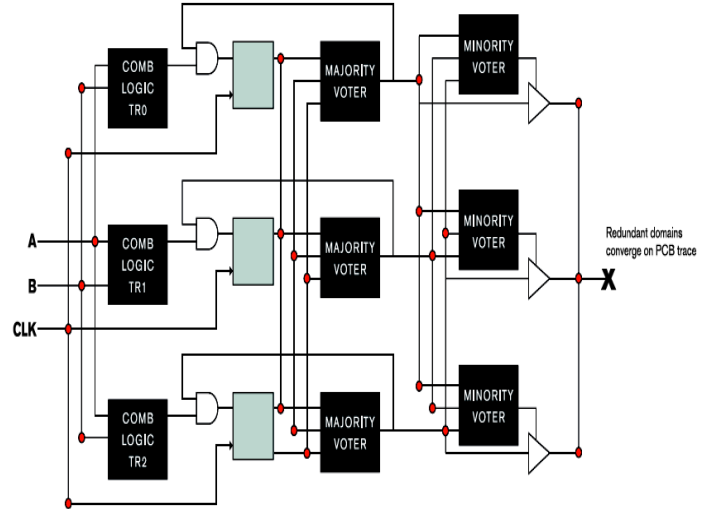 COMB
LOGIC
TR0
MAJORITY
VOTER
MINORITY
VOTER
A
B
CLK
COMB
LOGIC
TR1
MAJORITY
VOTER
MINORITY
VOTER
Redundant domains
converge on PCB trace
X
COMB
LOGIC
TR2
MAJORITY
VOTER
MINORITY
VOTER